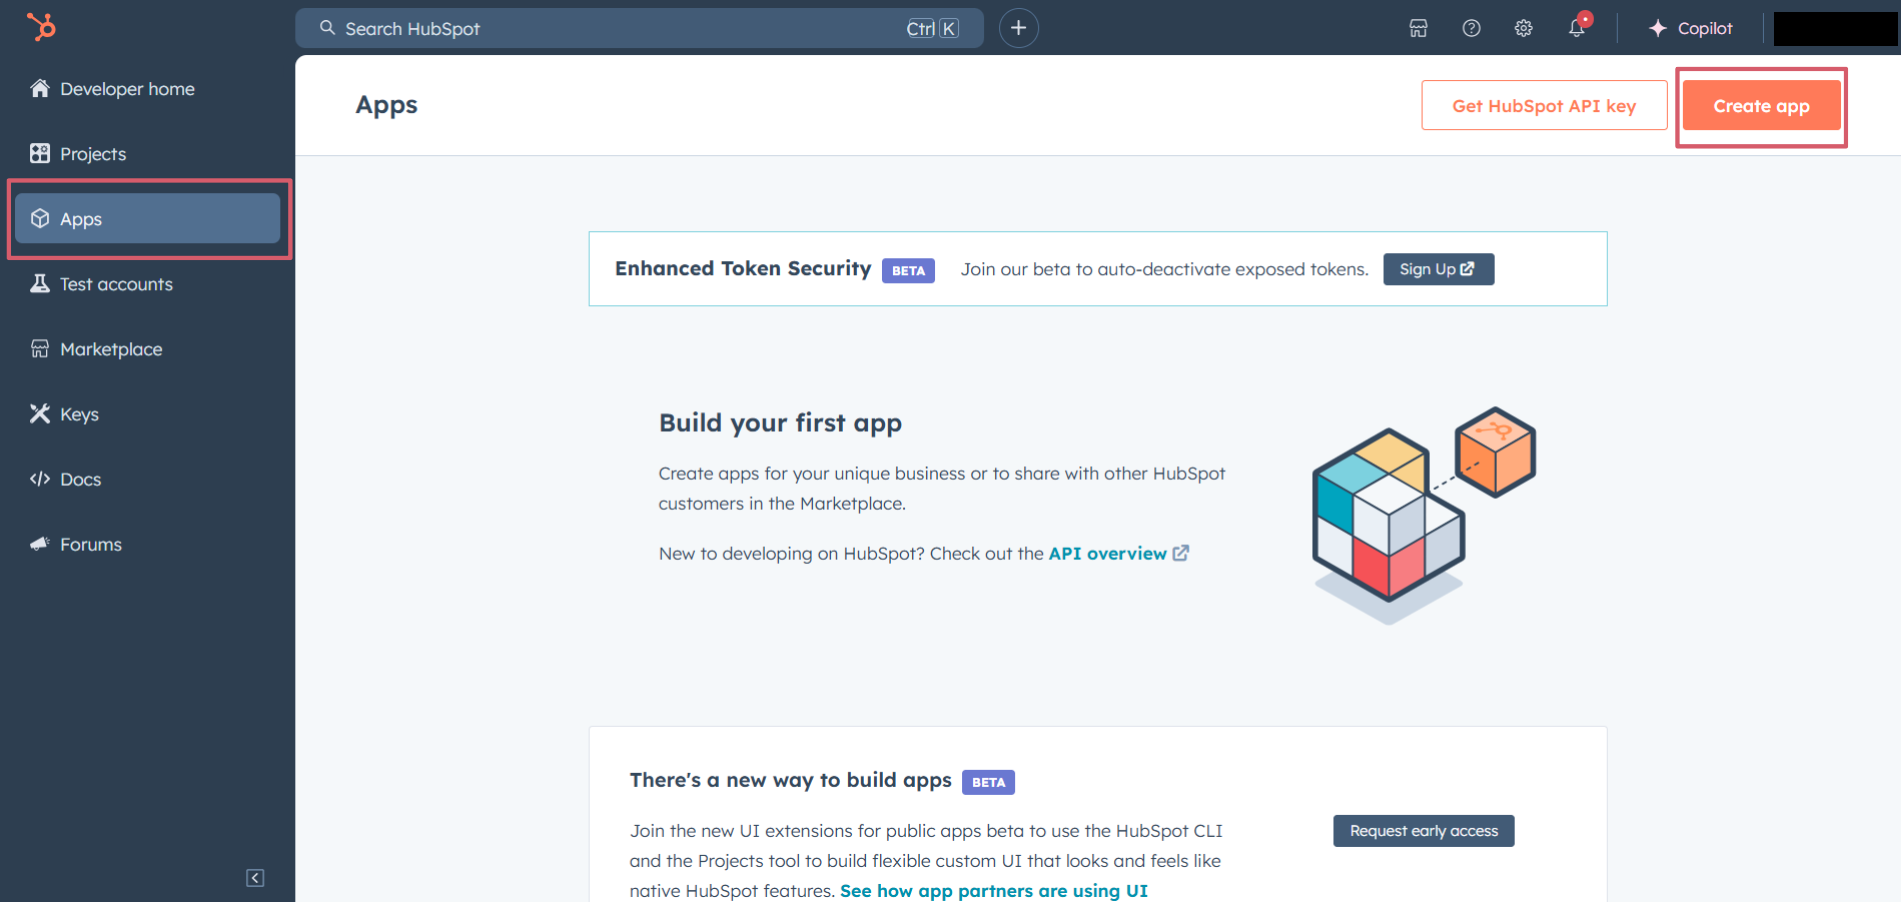 Search HubSpot Ctrl K
Copilot
Developer home
Projects
Apps
Test accounts
Marketplace
Keys
Docs
Forums
Apps
Get HubSpot API key
Create app
Enhanced Token Security BETA Join our beta to auto-deactivate exposed tokens. Sign Up
Build your first app
Create apps for your unique business or to share with other HubSpot
customers in the Marketplace.
New to developing on HubSpot? Check out the API overview
There's a new way to build apps BETA
Join the new UI extensions for public apps beta to use the HubSpot CLI
and the Projects tool to build flexible custom UI that looks and feels like
native HubSpot features. See how app partners are using UI
Request early access